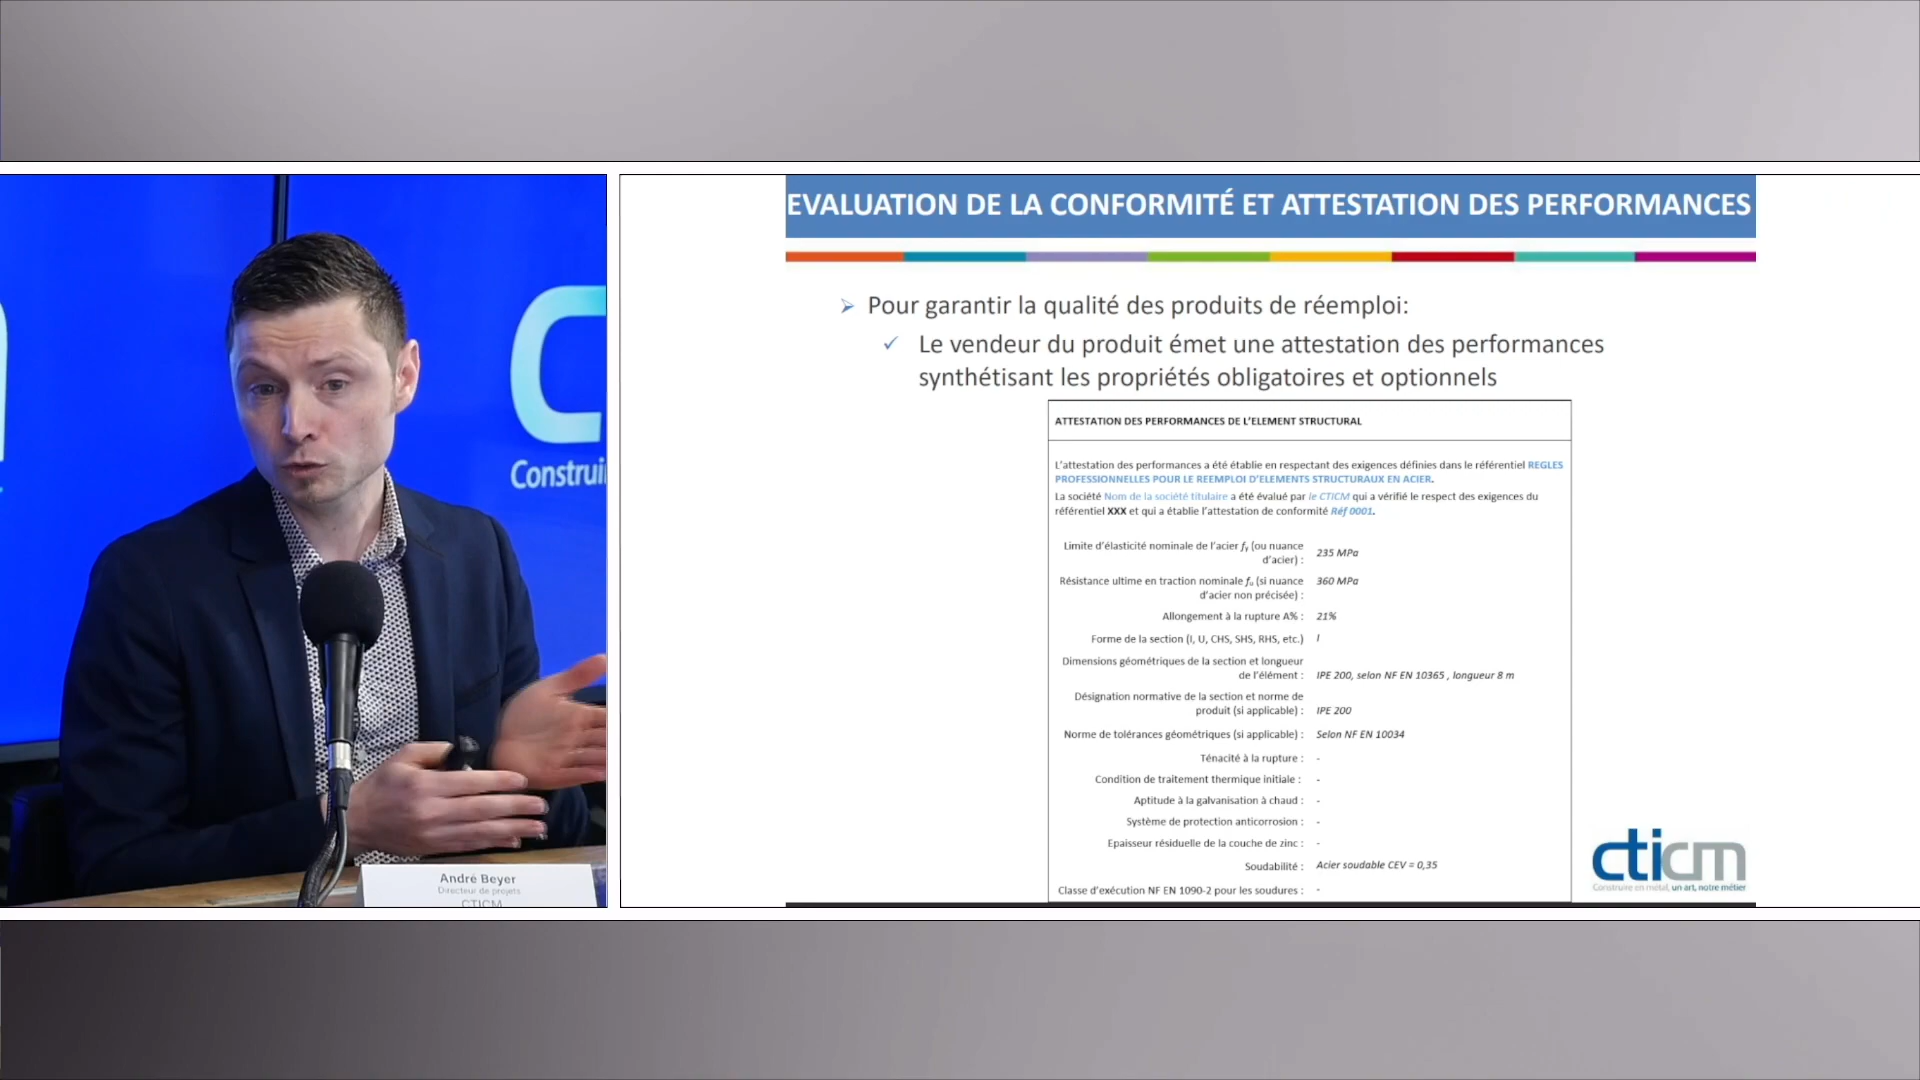 Construi
André Beyer
Directeur de projets
CTICM
EVALUATION DE LA CONFORMITÉ ET ATTESTATION DES PERFORMANCES
Pour garantir la qualité des produits de réemploi:
Le vendeur du produit émet une attestation des performances
synthétisant les propriétés obligatoires et optionnels
ATTESTATION DES PERFORMANCES DE L'ELEMENT STRUCTURAL
L'attestation des performances a été établie en respectant des exigences définies dans le référentiel REGLES
PROFESSIONNELLES POUR LE REEMPLOI D'ELEMENTS STRUCTURAUX EN ACIER.
La société Nom de la société titulaire a été évalué par le CTICM qui a vérifié le respect des exigences du
référentiel XXX et qui a établie l'attestation de conformité Réf 0001.
Limite d'élasticité nominale de l'acier fy (ou nuance
d'acier) : 235 MPa
Résistance ultime en traction nominale fu (si nuance
d'acier non précisée) : 360 MPa
Allongement à la rupture A% : 21%
Forme de la section (I, U, CHS, SHS, RHS, etc.) I
Dimensions géométriques de la section et longueur
de l'élément : IPE 200, selon NF EN 10365 , longueur 8 m
Désignation normative de la section et norme de
produit (si applicable) : IPE 200
Norme de tolérances géométriques (si applicable) : Selon NF EN 10034
Ténacité à la rupture : -
Condition de traitement thermique initiale : -
Aptitude à la galvanisation à chaud : -
Système de protection anticorrosion : -
Epaisseur résiduelle de la couche de zinc : -
Soudabilité : Acier soudable CEV = 0,35
Classe d'exécution NF EN 1090-2 pour les soudures : -
cticm
Construire en métal, un art, notre métier